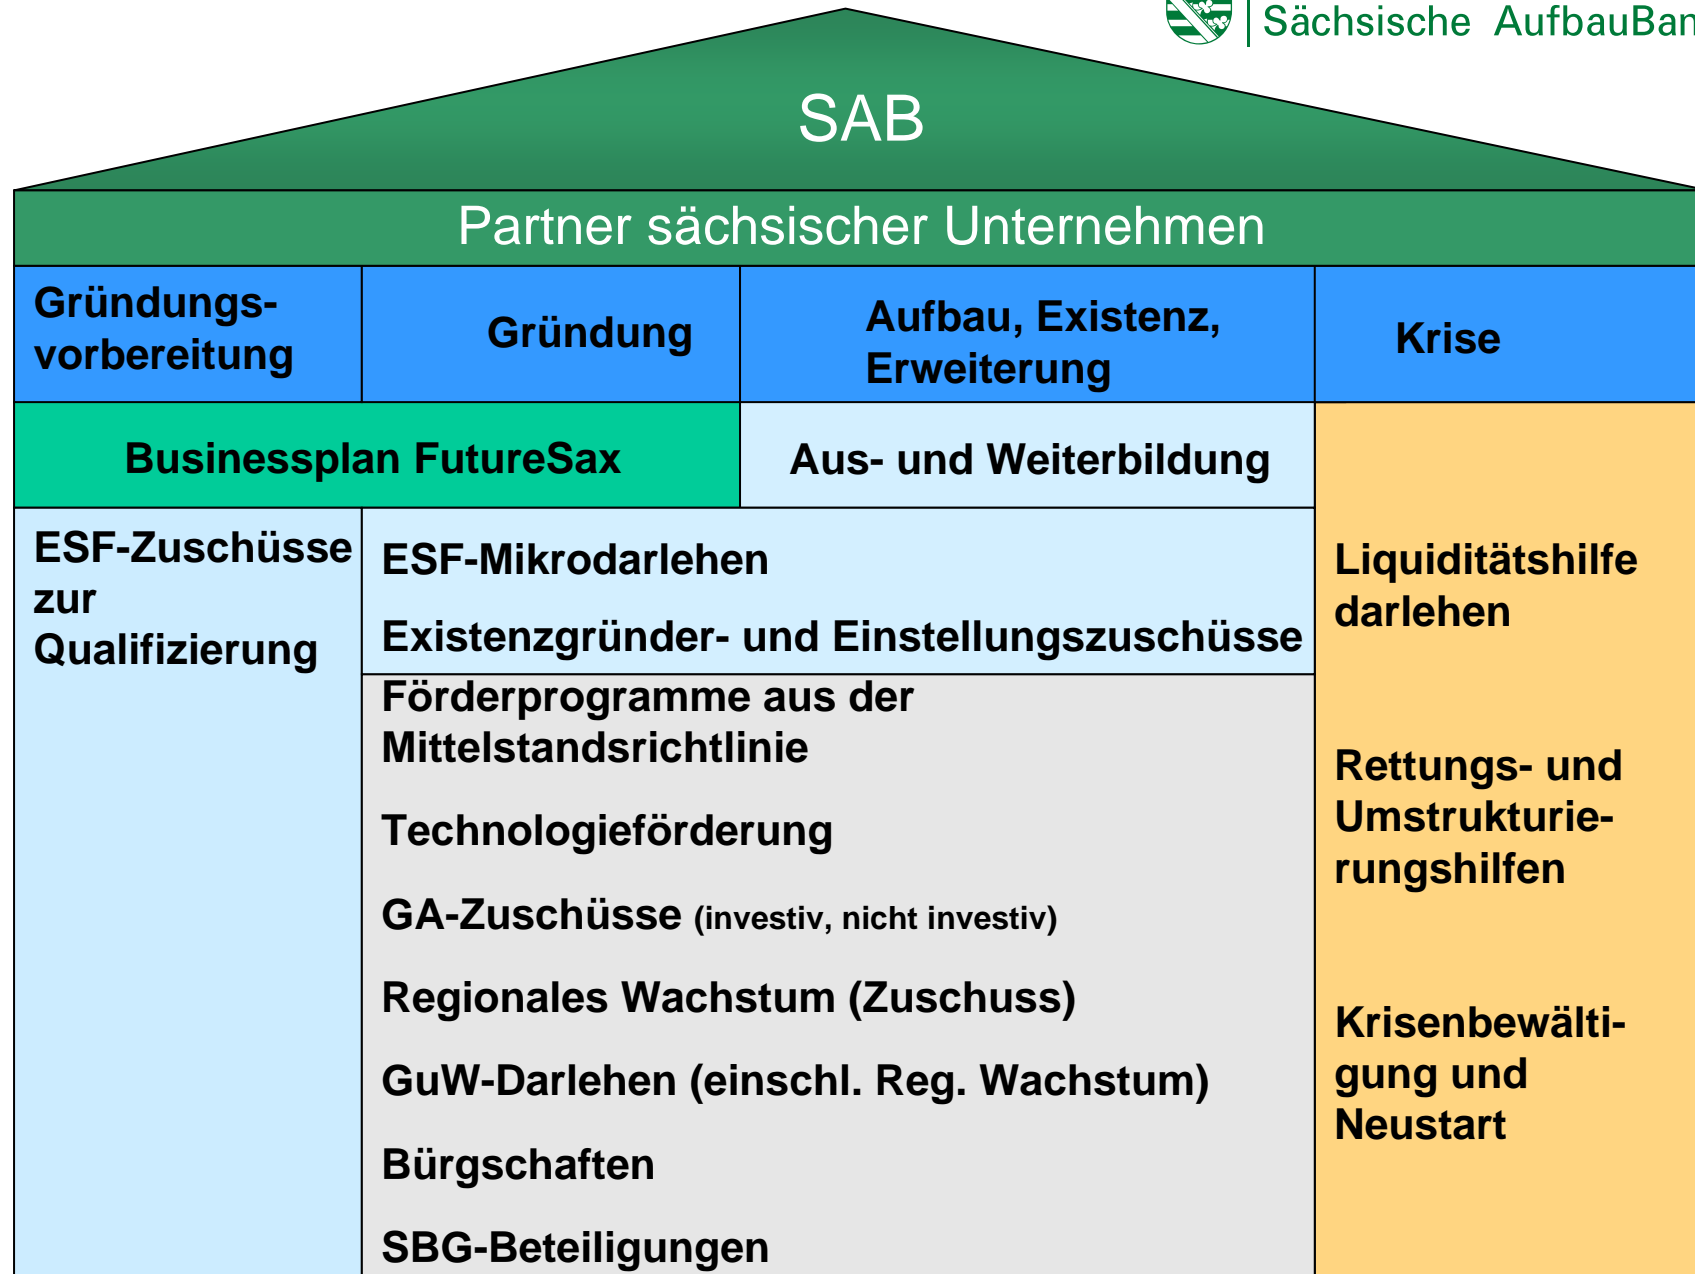 Sächsische AufbauBan
SAB
Partner sächsischer Unternehmen
Gründungs-
vorbereitung
Gründung
Aufbau, Existenz,
Erweiterung
Krise
Businessplan FutureSax
Aus- und Weiterbildung
ESF-Zuschüsse
zur
Qualifizierung
ESF-Mikrodarlehen
Existenzgründer- und Einstellungszuschüsse
Förderprogramme aus der
Mittelstandsrichtlinie
Technologieförderung
GA-Zuschüsse (investiv, nicht investiv)
Regionales Wachstum (Zuschuss)
GuW-Darlehen (einschl. Reg. Wachstum)
Bürgschaften
SBG-Beteiligungen
Liquiditätshilfe
darlehen
Rettungs- und
Umstrukturie-
rungshilfen
Krisenbewälti-
gung und
Neustart